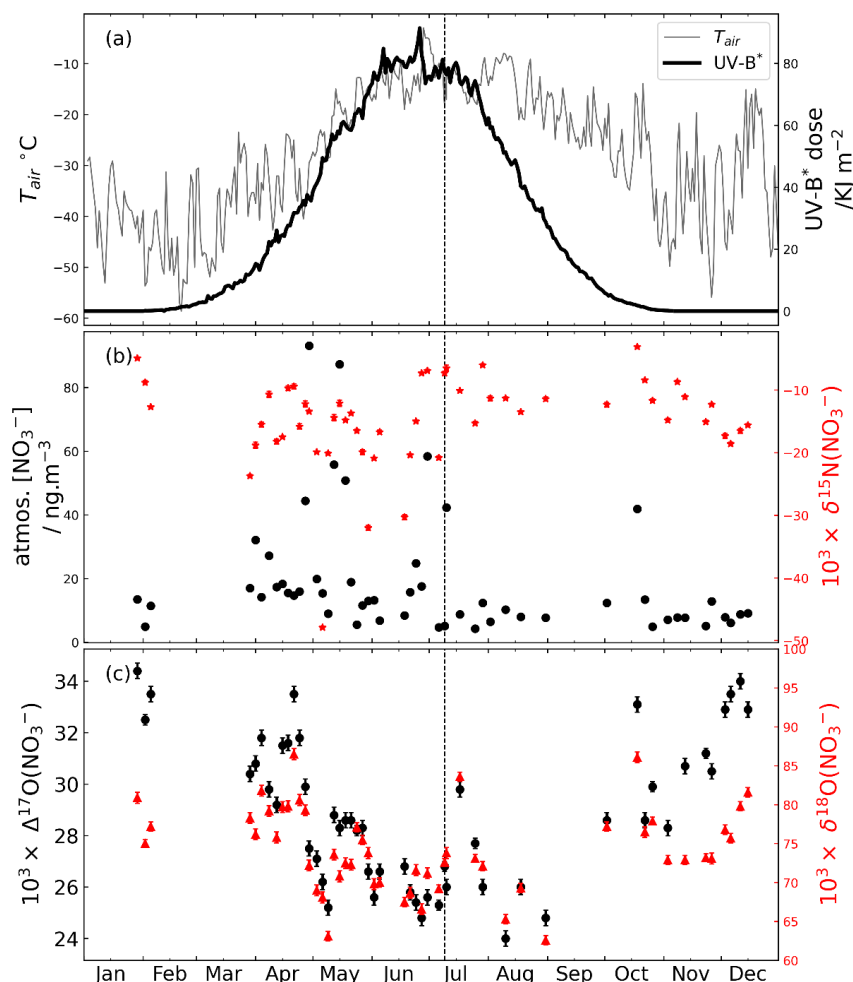 (a)
T_air
UV-B*
−10
−20
−30
−40
−50
−60
T_air °C
80
60
40
20
0
UV-B* dose
/KJ m⁻²
(b)
80
60
40
20
0
atmos. [NO₃⁻]
/ ng.m⁻³
−10
−20
−30
−40
−50
10³ × δ¹⁵N(NO₃⁻)
(c)
34
32
30
28
26
24
10³ × Δ¹⁷O(NO₃⁻)
100
95
90
85
80
75
70
65
60
10³ × δ¹⁸O(NO₃⁻)
Jan Feb Mar Apr May Jun Jul Aug Sep Oct Nov Dec